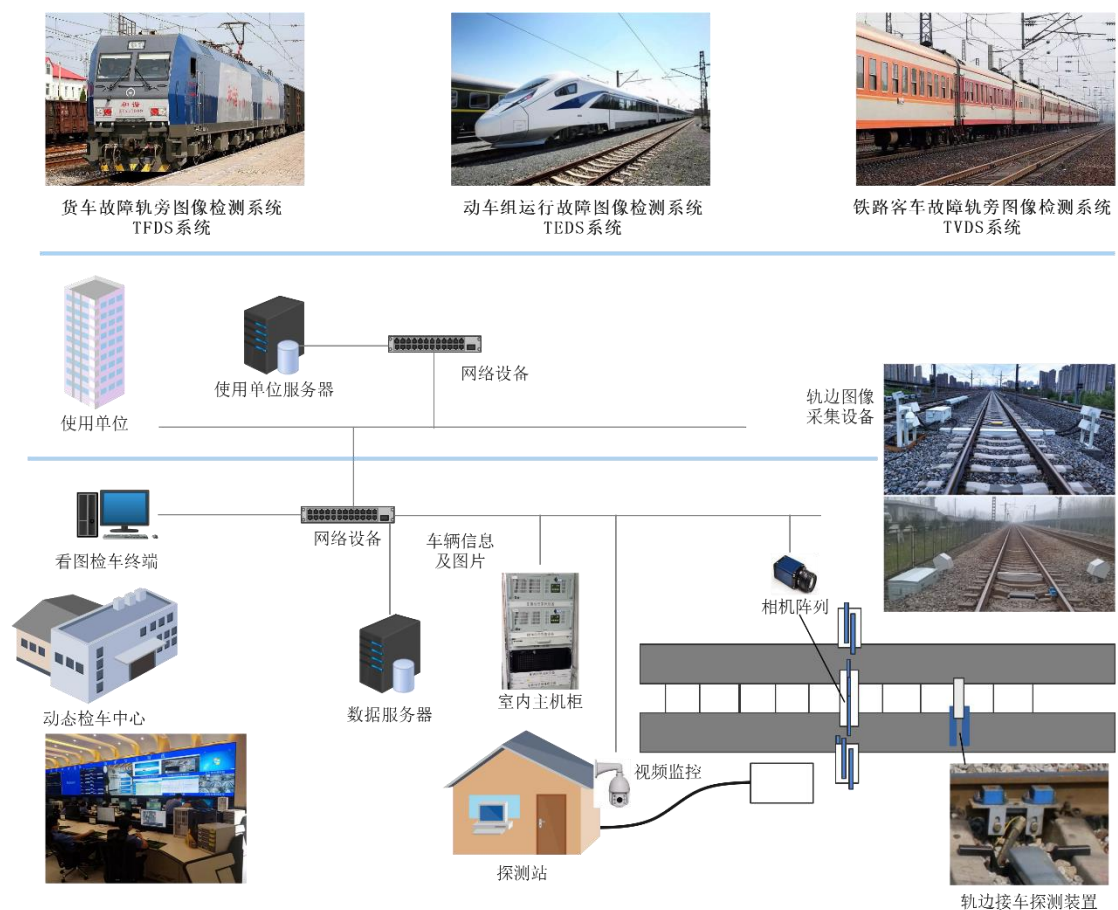 货车故障轨旁图像检测系统
TFDS系统
动车组运行故障图像检测系统
TEDS系统
铁路客车故障轨旁图像检测系统
TVDS系统
使用单位
使用单位服务器
网络设备
轨边图像
采集设备
看图检车终端
网络设备
车辆信息
及图片
相机阵列
动态检车中心
数据服务器
室内主机柜
视频监控
探测站
轨边接车探测装置